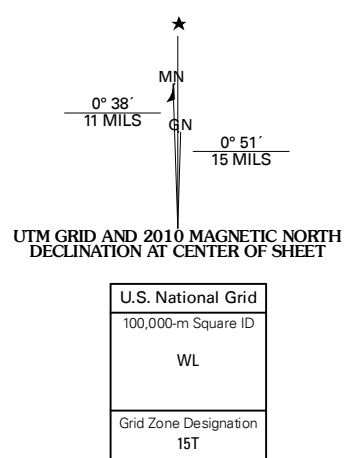 ★
MN
0° 38´
11 MILS
GN
0° 51´
15 MILS
UTM GRID AND 2010 MAGNETIC NORTH
DECLINATION AT CENTER OF SHEET
U.S. National Grid
100,000-m Square ID
WL
Grid Zone Designation
15T